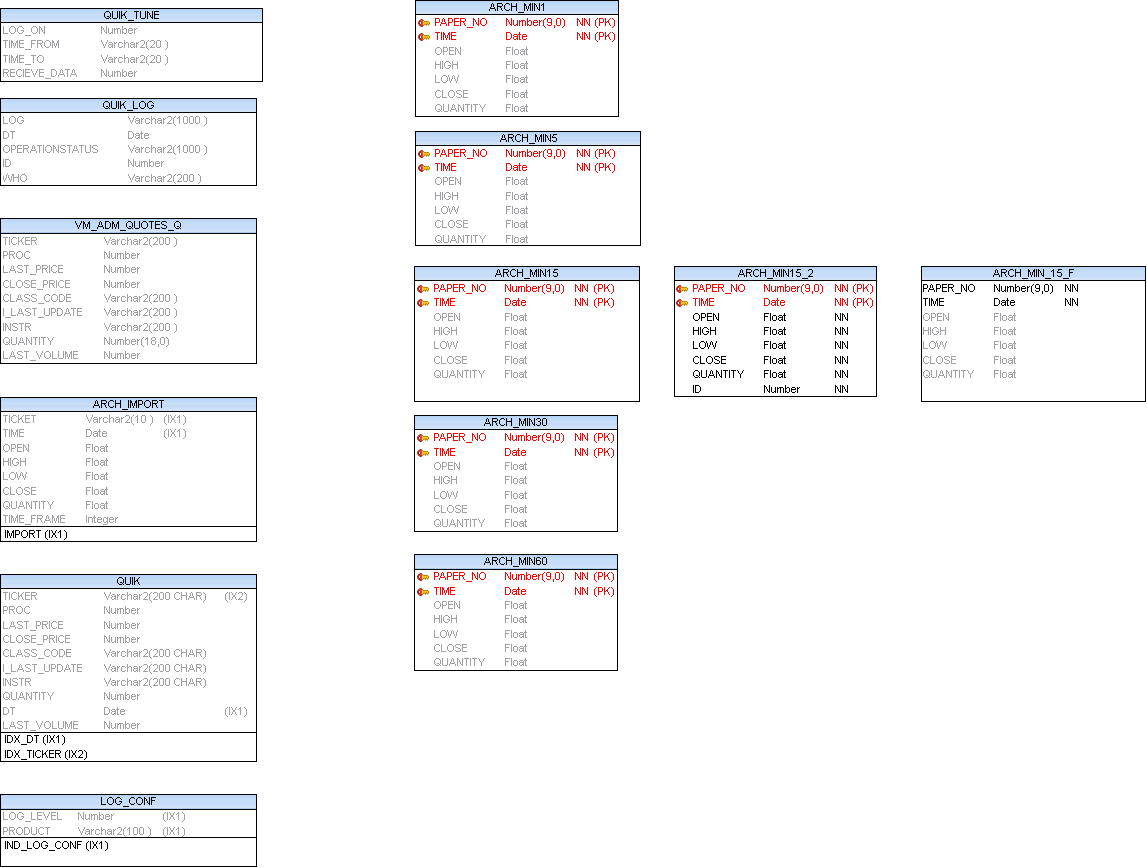 QUIK_TUNE
LOG_ON Number
TIME_FROM Varchar2(20 )
TIME_TO Varchar2(20 )
RECIEVE_DATA Number
QUIK_LOG
LOG Varchar2(1000 )
DT Date
OPERATIONSTATUS Varchar2(1000 )
ID Number
WHO Varchar2(200 )
VM_ADM_QUOTES_Q
TICKER Varchar2(200 )
PROC Number
LAST_PRICE Number
CLOSE_PRICE Number
CLASS_CODE Varchar2(200 )
I_LAST_UPDATE Varchar2(200 )
INSTR Varchar2(200 )
QUANTITY Number(18,0)
LAST_VOLUME Number
ARCH_IMPORT
TICKET Varchar2(10 ) (IX1)
TIME Date (IX1)
OPEN Float
HIGH Float
LOW Float
CLOSE Float
QUANTITY Float
TIME_FRAME Integer
IMPORT (IX1)
QUIK
TICKER Varchar2(200 CHAR) (IX2)
PROC Number
LAST_PRICE Number
CLOSE_PRICE Number
CLASS_CODE Varchar2(200 CHAR)
I_LAST_UPDATE Varchar2(200 CHAR)
INSTR Varchar2(200 CHAR)
QUANTITY Number
DT Date (IX1)
LAST_VOLUME Number
IDX_DT (IX1)
IDX_TICKER (IX2)
LOG_CONF
LOG_LEVEL Number (IX1)
PRODUCT Varchar2(100 ) (IX1)
IND_LOG_CONF (IX1)
ARCH_MIN1
PAPER_NO Number(9,0) NN (PK)
TIME Date NN (PK)
OPEN Float
HIGH Float
LOW Float
CLOSE Float
QUANTITY Float
ARCH_MIN5
PAPER_NO Number(9,0) NN (PK)
TIME Date NN (PK)
OPEN Float
HIGH Float
LOW Float
CLOSE Float
QUANTITY Float
ARCH_MIN15
PAPER_NO Number(9,0) NN (PK)
TIME Date NN (PK)
OPEN Float
HIGH Float
LOW Float
CLOSE Float
QUANTITY Float
ARCH_MIN15_2
PAPER_NO Number(9,0) NN (PK)
TIME Date NN (PK)
OPEN Float NN
HIGH Float NN
LOW Float NN
CLOSE Float NN
QUANTITY Float NN
ID Number NN
ARCH_MIN_15_F
PAPER_NO Number(9,0) NN
TIME Date NN
OPEN Float
HIGH Float
LOW Float
CLOSE Float
QUANTITY Float
ARCH_MIN30
PAPER_NO Number(9,0) NN (PK)
TIME Date NN (PK)
OPEN Float
HIGH Float
LOW Float
CLOSE Float
QUANTITY Float
ARCH_MIN60
PAPER_NO Number(9,0) NN (PK)
TIME Date NN (PK)
OPEN Float
HIGH Float
LOW Float
CLOSE Float
QUANTITY Float